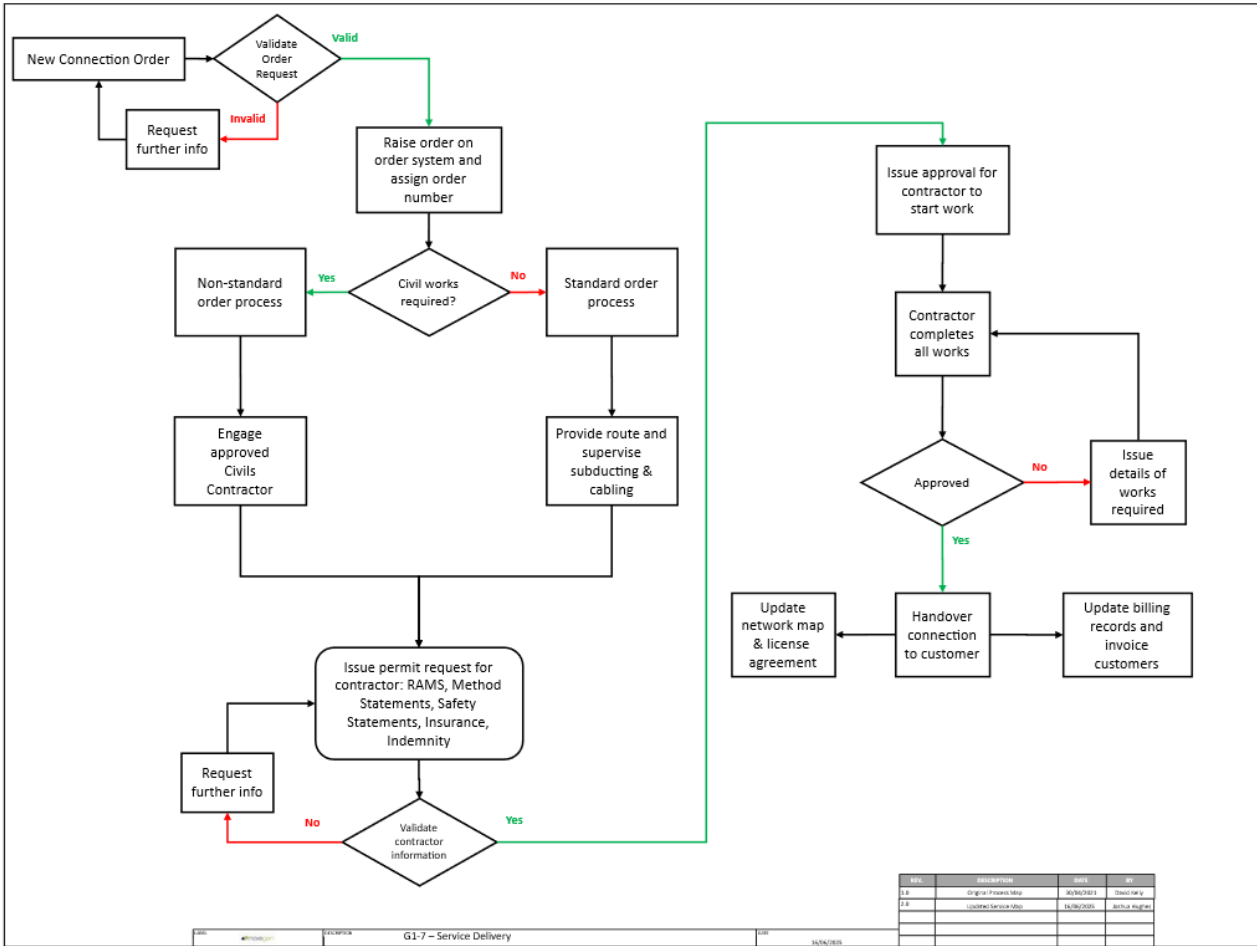 New Connection Order
Validate
Order
Request
Valid
Invalid
Request
further info
Raise order on
order system and
assign order
number
Non-standard
order process
Yes
Civil works
required?
No
Standard order
process
Engage
approved
Civils
Contractor
Provide route and
supervise
subducting &
cabling
Issue permit request for
contractor: RAMS, Method
Statements, Safety
Statements, Insurance,
Indemnity
Request
further info
No
Validate
contractor
information
Yes
Issue approval for
contractor to
start work
Contractor
completes
all works
Approved
No
Issue
details of
works
required
Yes
Update
network map
& license
agreement
Handover
connection
to customer
Update billing
records and
invoice
customers
REV. DESCRIPTION DATE BY
1.0 Original Process Map David Kelly
2.0 Updated Service Map 16/06/2025 Joshua Hughes
DESCRIPTION G1-7 – Service Delivery DATE
16/06/2025